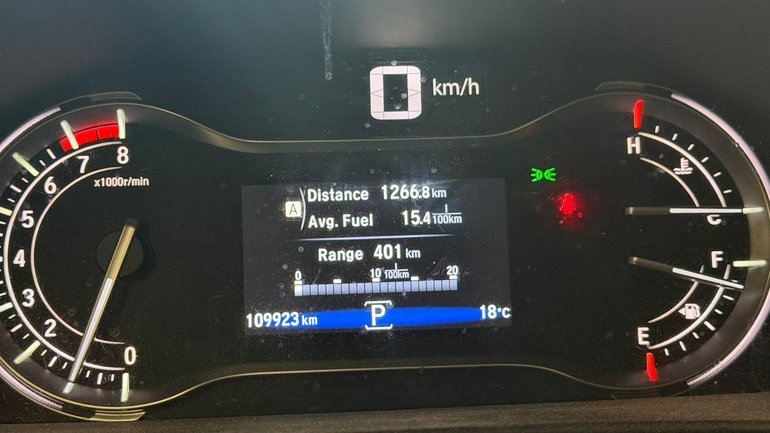 0 km/h
8
7
6
5
4
3
2
1
0
x1000r/min
A
Distance 1266.8 km
Avg. Fuel 15.4 l/100km
Range 401 km
0 10 l/100km 20
109923 km P 18°C
H
C
F
E